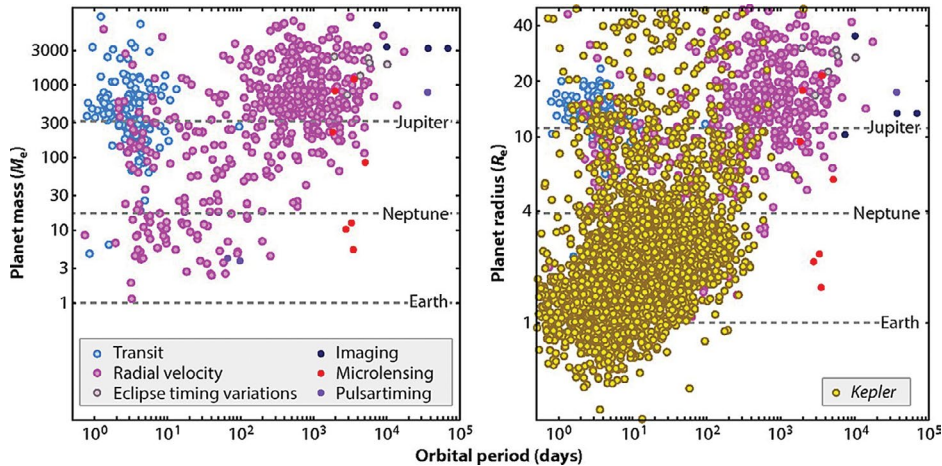 Planet mass (Mₑ)
3000
1000
300
100
30
10
3
1
Jupiter
Neptune
Earth
Transit
Radial velocity
Eclipse timing variations
Imaging
Microlensing
Pulsartiming
10⁰ 10¹ 10² 10³ 10⁴ 10⁵
Planet radius (Rₑ)
40
20
10
4
1
Jupiter
Neptune
Earth
Kepler
10⁰ 10¹ 10² 10³ 10⁴ 10⁵
Orbital period (days)